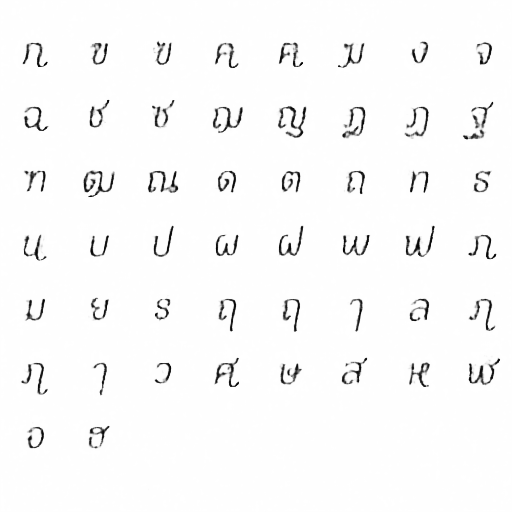 ก ข ฃ ค ฅ ฆ ง จ
ฉ ช ซ ฌ ญ ฎ ฏ ฐ
ฑ ฒ ณ ด ต ถ ท ธ
น บ ป ผ ฝ พ ฟ ภ
ม ย ร ฤ ฤ ๅ ล ฦ
ฦ ๅ ว ศ ษ ส ห ฬ
อ ฮ